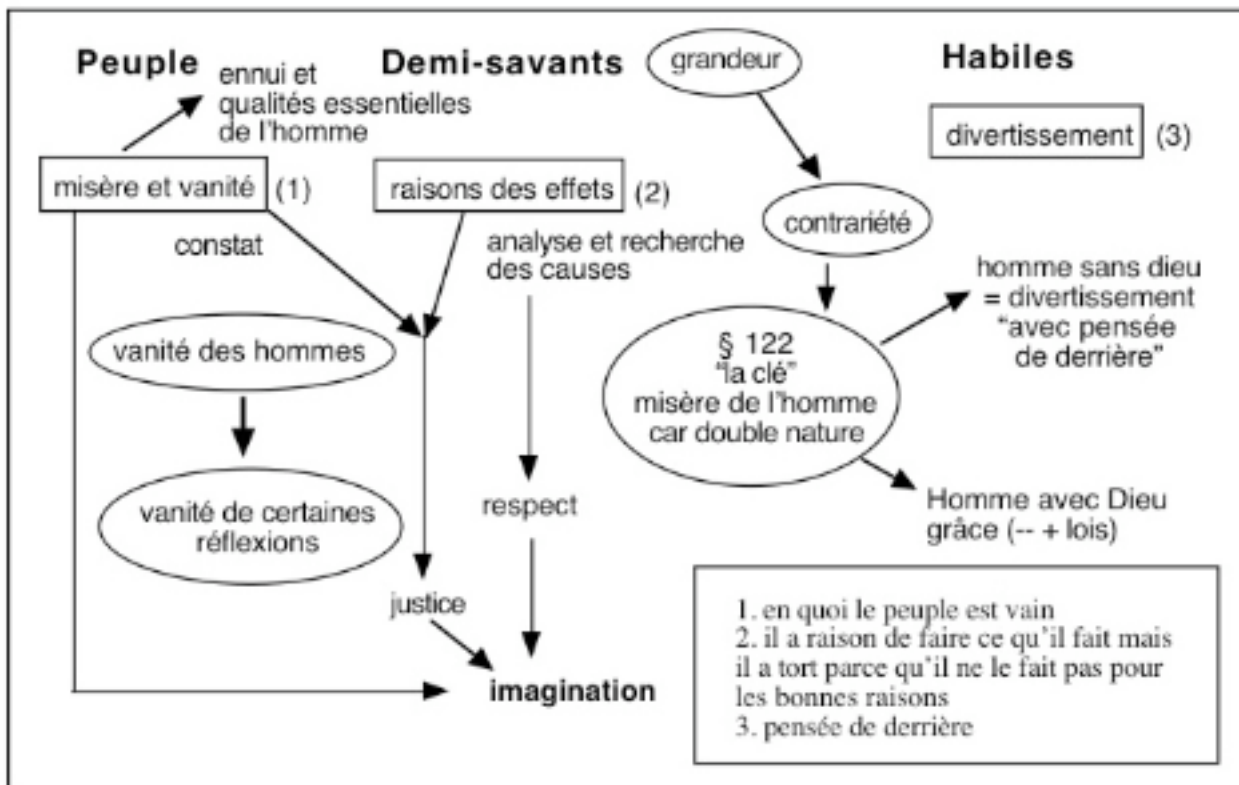 Peuple
Demi-savants
grandeur
Habiles
ennui et
qualités essentielles
de l'homme
divertissement (3)
misère et vanité (1)
raisons des effets (2)
contrariété
constat
analyse et recherche
des causes
homme sans dieu
= divertissement
"avec pensée
de derrière"
vanité des hommes
§ 122
"la clé"
misère de l'homme
car double nature
vanité de certaines
réflexions
respect
Homme avec Dieu
grâce (-- + lois)
justice
imagination
1. en quoi le peuple est vain
2. il a raison de faire ce qu'il fait mais
il a tort parce qu'il ne le fait pas pour
les bonnes raisons
3. pensée de derrière